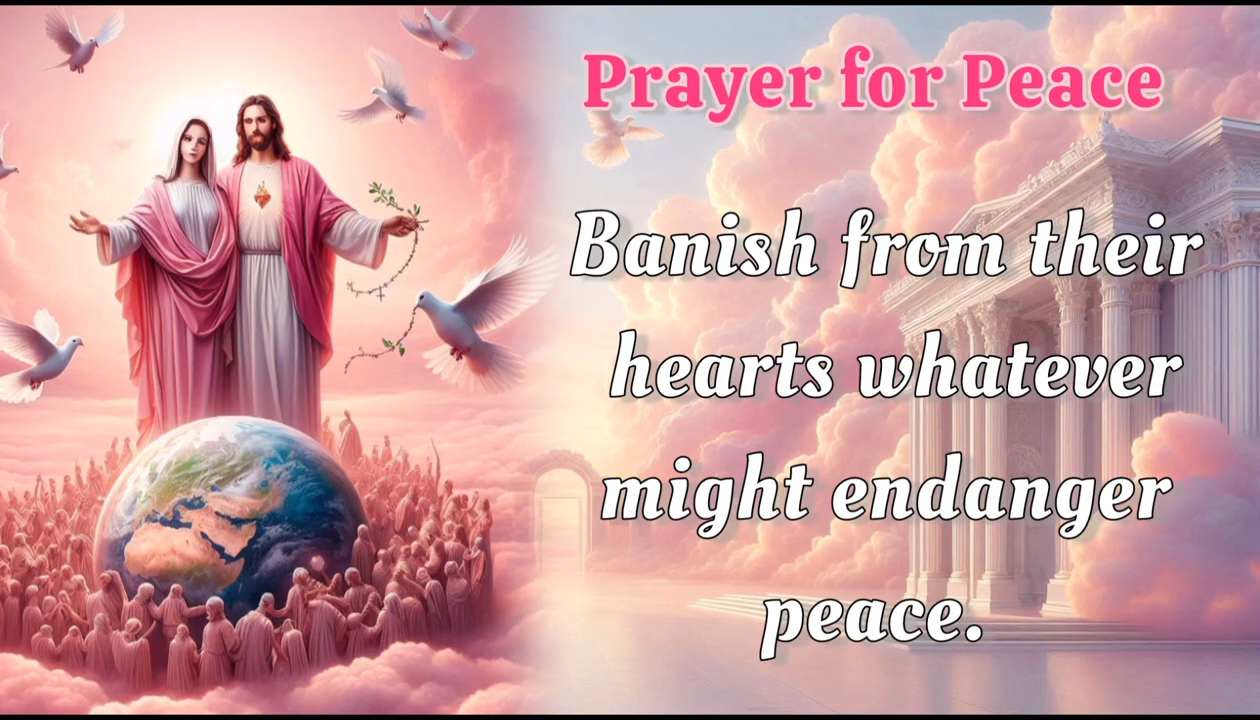 Prayer for Peace
Banish from their
hearts whatever
might endanger
peace.